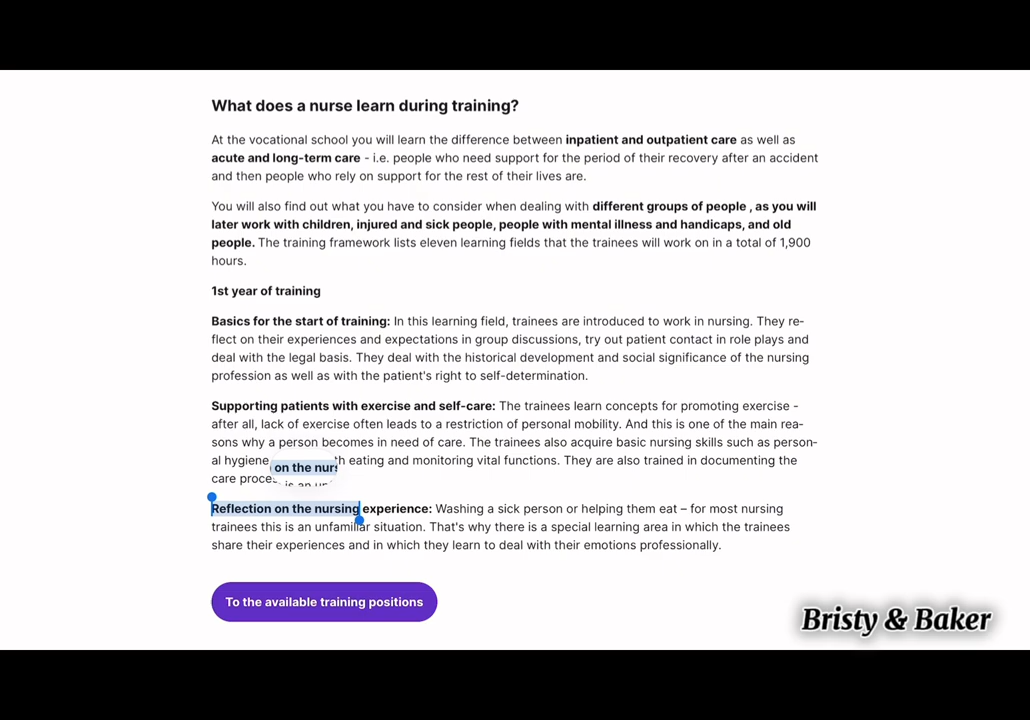 What does a nurse learn during training?
At the vocational school you will learn the difference between inpatient and outpatient care as well as
acute and long-term care - i.e. people who need support for the period of their recovery after an accident
and then people who rely on support for the rest of their lives are.
You will also find out what you have to consider when dealing with different groups of people , as you will
later work with children, injured and sick people, people with mental illness and handicaps, and old
people. The training framework lists eleven learning fields that the trainees will work on in a total of 1,900
hours.
1st year of training
Basics for the start of training: In this learning field, trainees are introduced to work in nursing. They re-
flect on their experiences and expectations in group discussions, try out patient contact in role plays and
deal with the legal basis. They deal with the historical development and social significance of the nursing
profession as well as with the patient's right to self-determination.
Supporting patients with exercise and self-care: The trainees learn concepts for promoting exercise -
after all, lack of exercise often leads to a restriction of personal mobility. And this is one of the main rea-
sons why a person becomes in need of care. The trainees also acquire basic nursing skills such as person-
al hygiene eating and monitoring vital functions. They are also trained in documenting the
on the nurs
care
is an
Reflection on the nursing experience: Washing a sick person or helping them eat – for most nursing
trainees this is an unfamiliar situation. That's why there is a special learning area in which the trainees
share their experiences and in which they learn to deal with their emotions professionally.
To the available training positions
Bristy & Baker